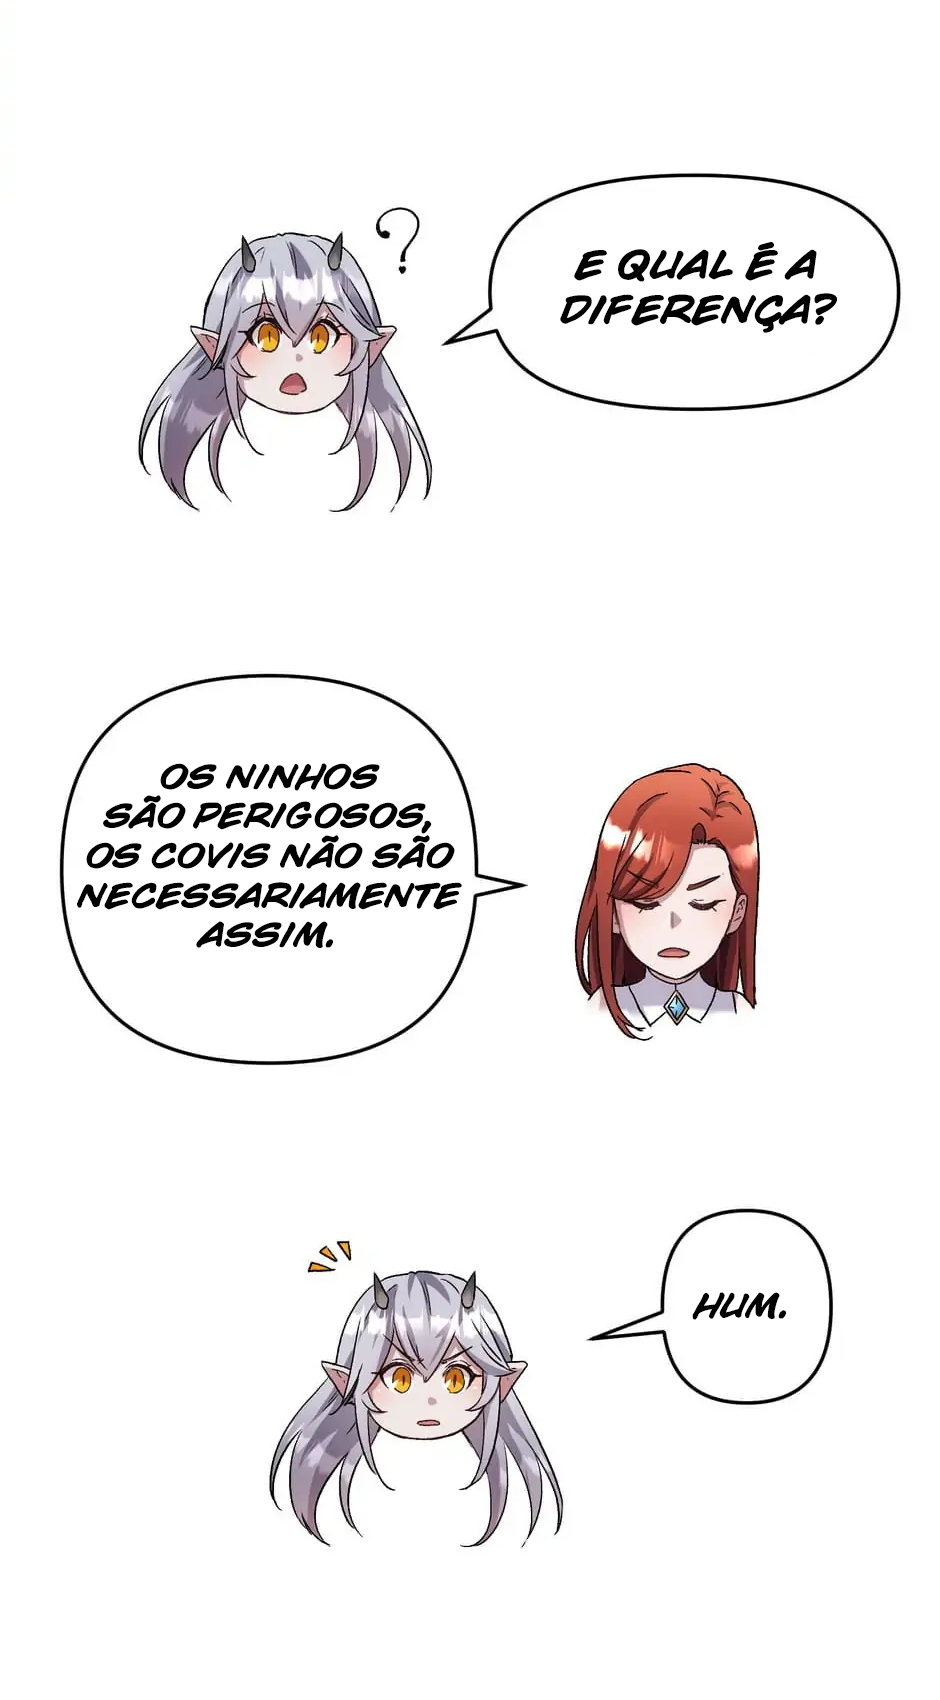 ?
E QUAL É A
DIFERENÇA?
OS NINHOS
SÃO PERIGOSOS,
OS COVIS NÃO SÃO
NECESSARIAMENTE
ASSIM.
HUM.